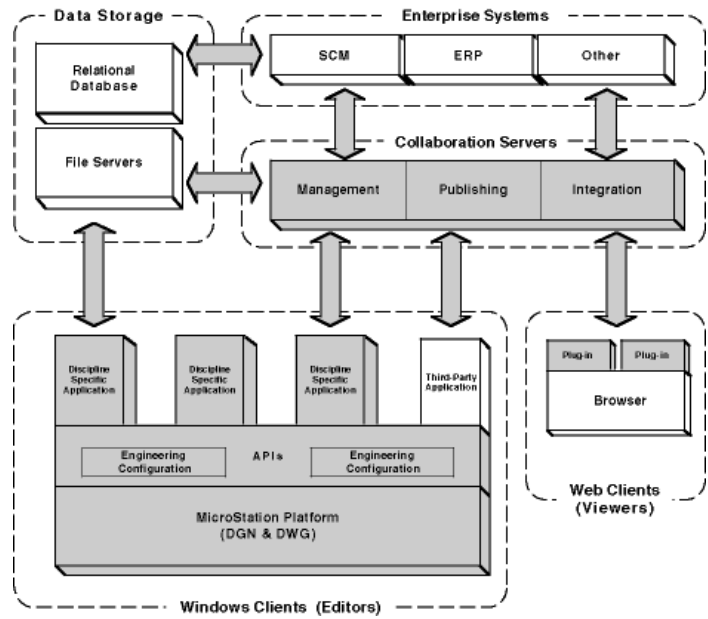 Data Storage
Relational
Database
File Servers
Enterprise Systems
SCM
ERP
Other
Collaboration Servers
Management
Publishing
Integration
Discipline
Specific
Application
Discipline
Specific
Application
Discipline
Specific
Application
Third-Party
Application
Engineering
Configuration
APIs
Engineering
Configuration
MicroStation Platform
(DGN & DWG)
Windows Clients (Editors)
Plug-in
Plug-in
Browser
Web Clients
(Viewers)